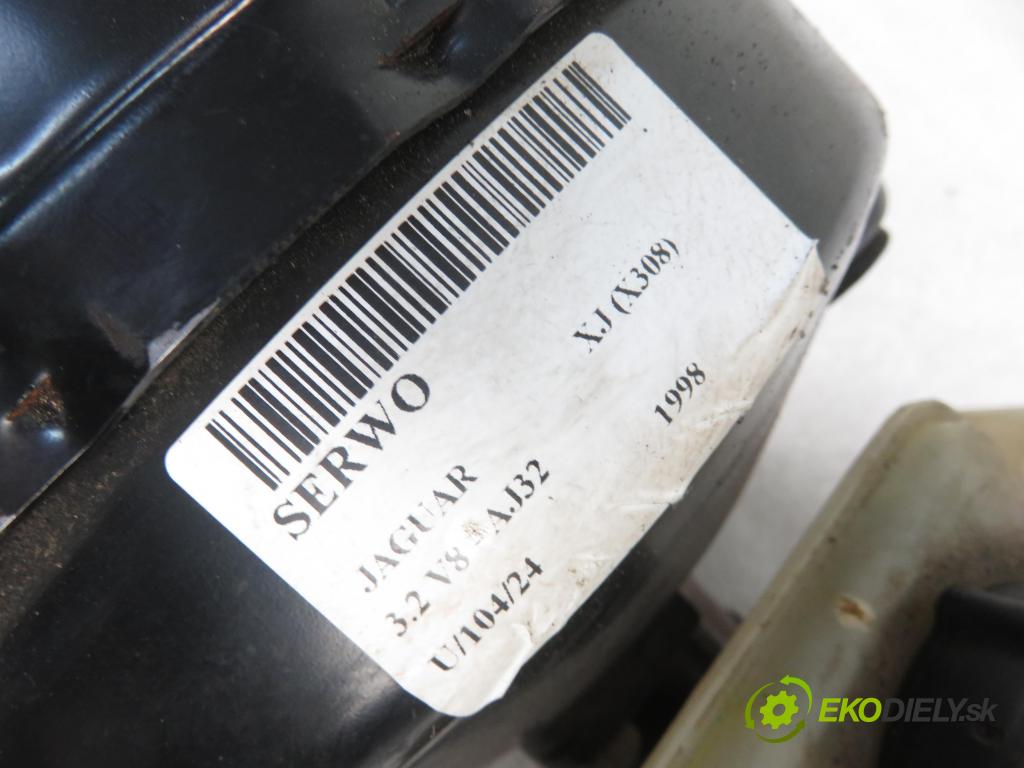 SERWO
JAGUAR XJ (X308)
3.2 V8 AJ32 1998
U/104/24
EKODIELY.sk